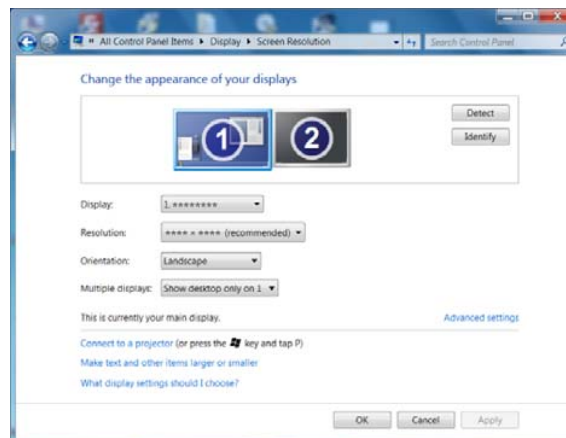 « All Control Panel Items ▸ Display ▸ Screen Resolution
Search Control Panel
Change the appearance of your displays
1
2
Detect
Identify
Display: 1. ********
Resolution: **** × **** (recommended)
Orientation: Landscape
Multiple displays: Show desktop only on 1
This is currently your main display.
Advanced settings
Connect to a projector (or press the key and tap P)
Make text and other items larger or smaller
What display settings should I choose?
OK Cancel Apply